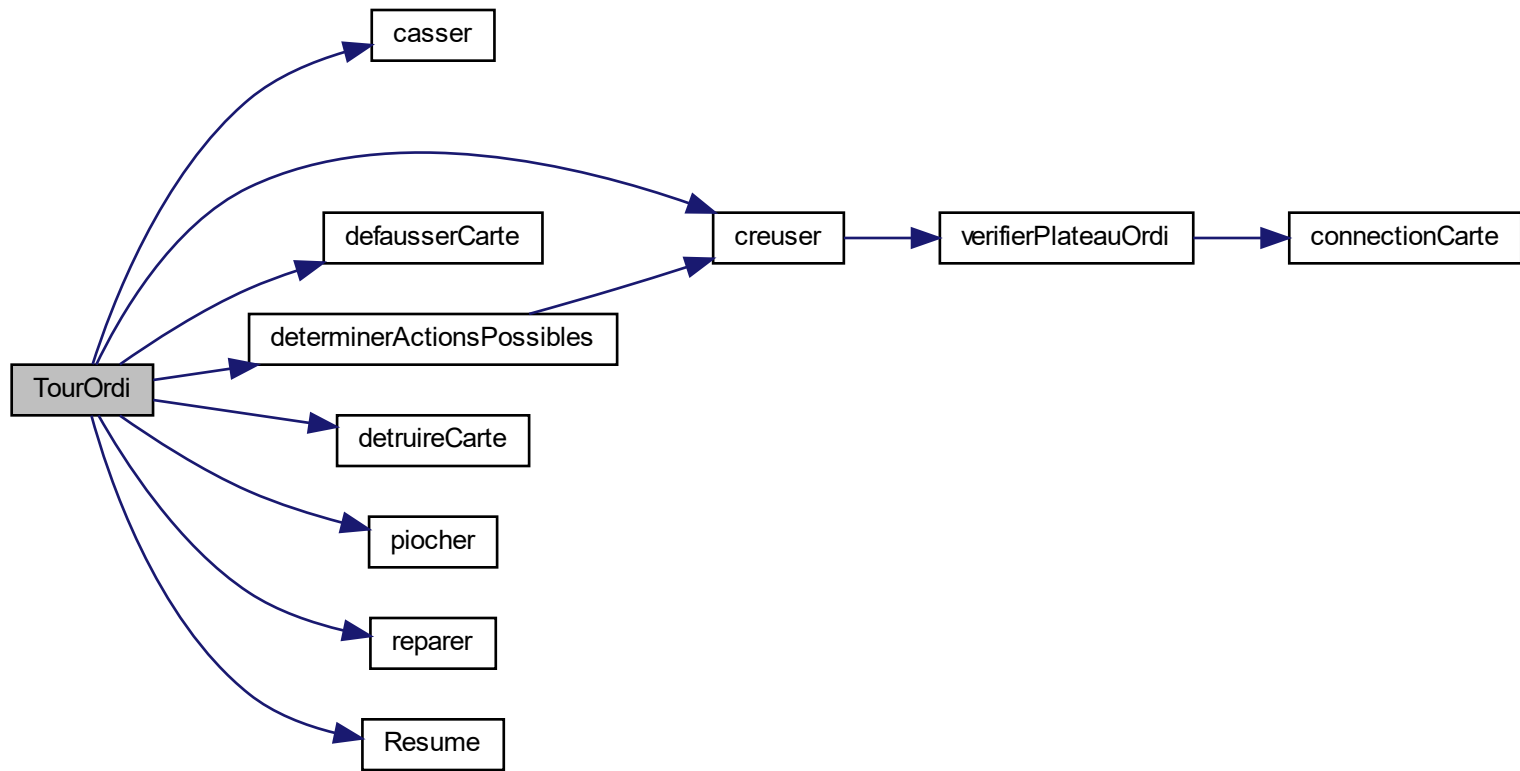 casser
defausserCarte
creuser
verifierPlateauOrdi
connectionCarte
determinerActionsPossibles
TourOrdi
detruireCarte
piocher
reparer
Resume